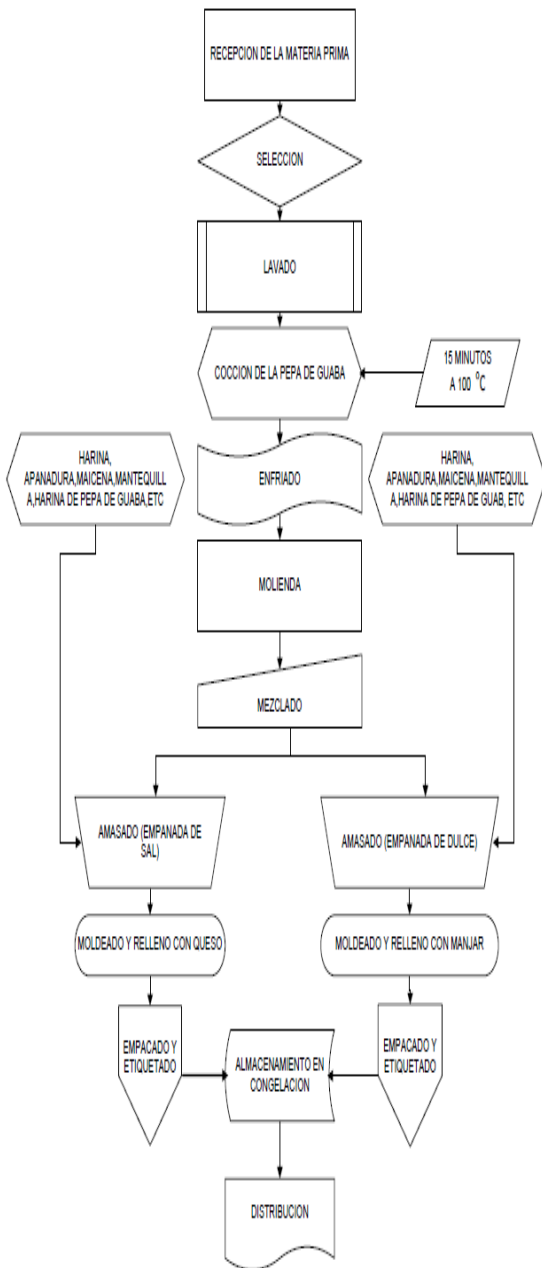 RECEPCION DE LA MATERIA PRIMA
SELECCION
LAVADO
COCCION DE LA PEPA DE GUABA
15 MINUTOS
A 100 °C
HARINA,
APANADURA,MAICENA,MANTEQUILL
A,HARINA DE PEPA DE GUABA,ETC
ENFRIADO
HARINA,
APANADURA,MAICENA,MANTEQUILL
A,HARINA DE PEPA DE GUAB, ETC
MOLIENDA
MEZCLADO
AMASADO (EMPANADA DE
SAL)
AMASADO (EMPANADA DE DULCE)
MOLDEADO Y RELLENO CON QUESO
MOLDEADO Y RELLENO CON MANJAR
EMPACADO Y
ETIQUETADO
ALMACENAMIENTO EN
CONGELACION
EMPACADO Y
ETIQUETADO
DISTRIBUCION